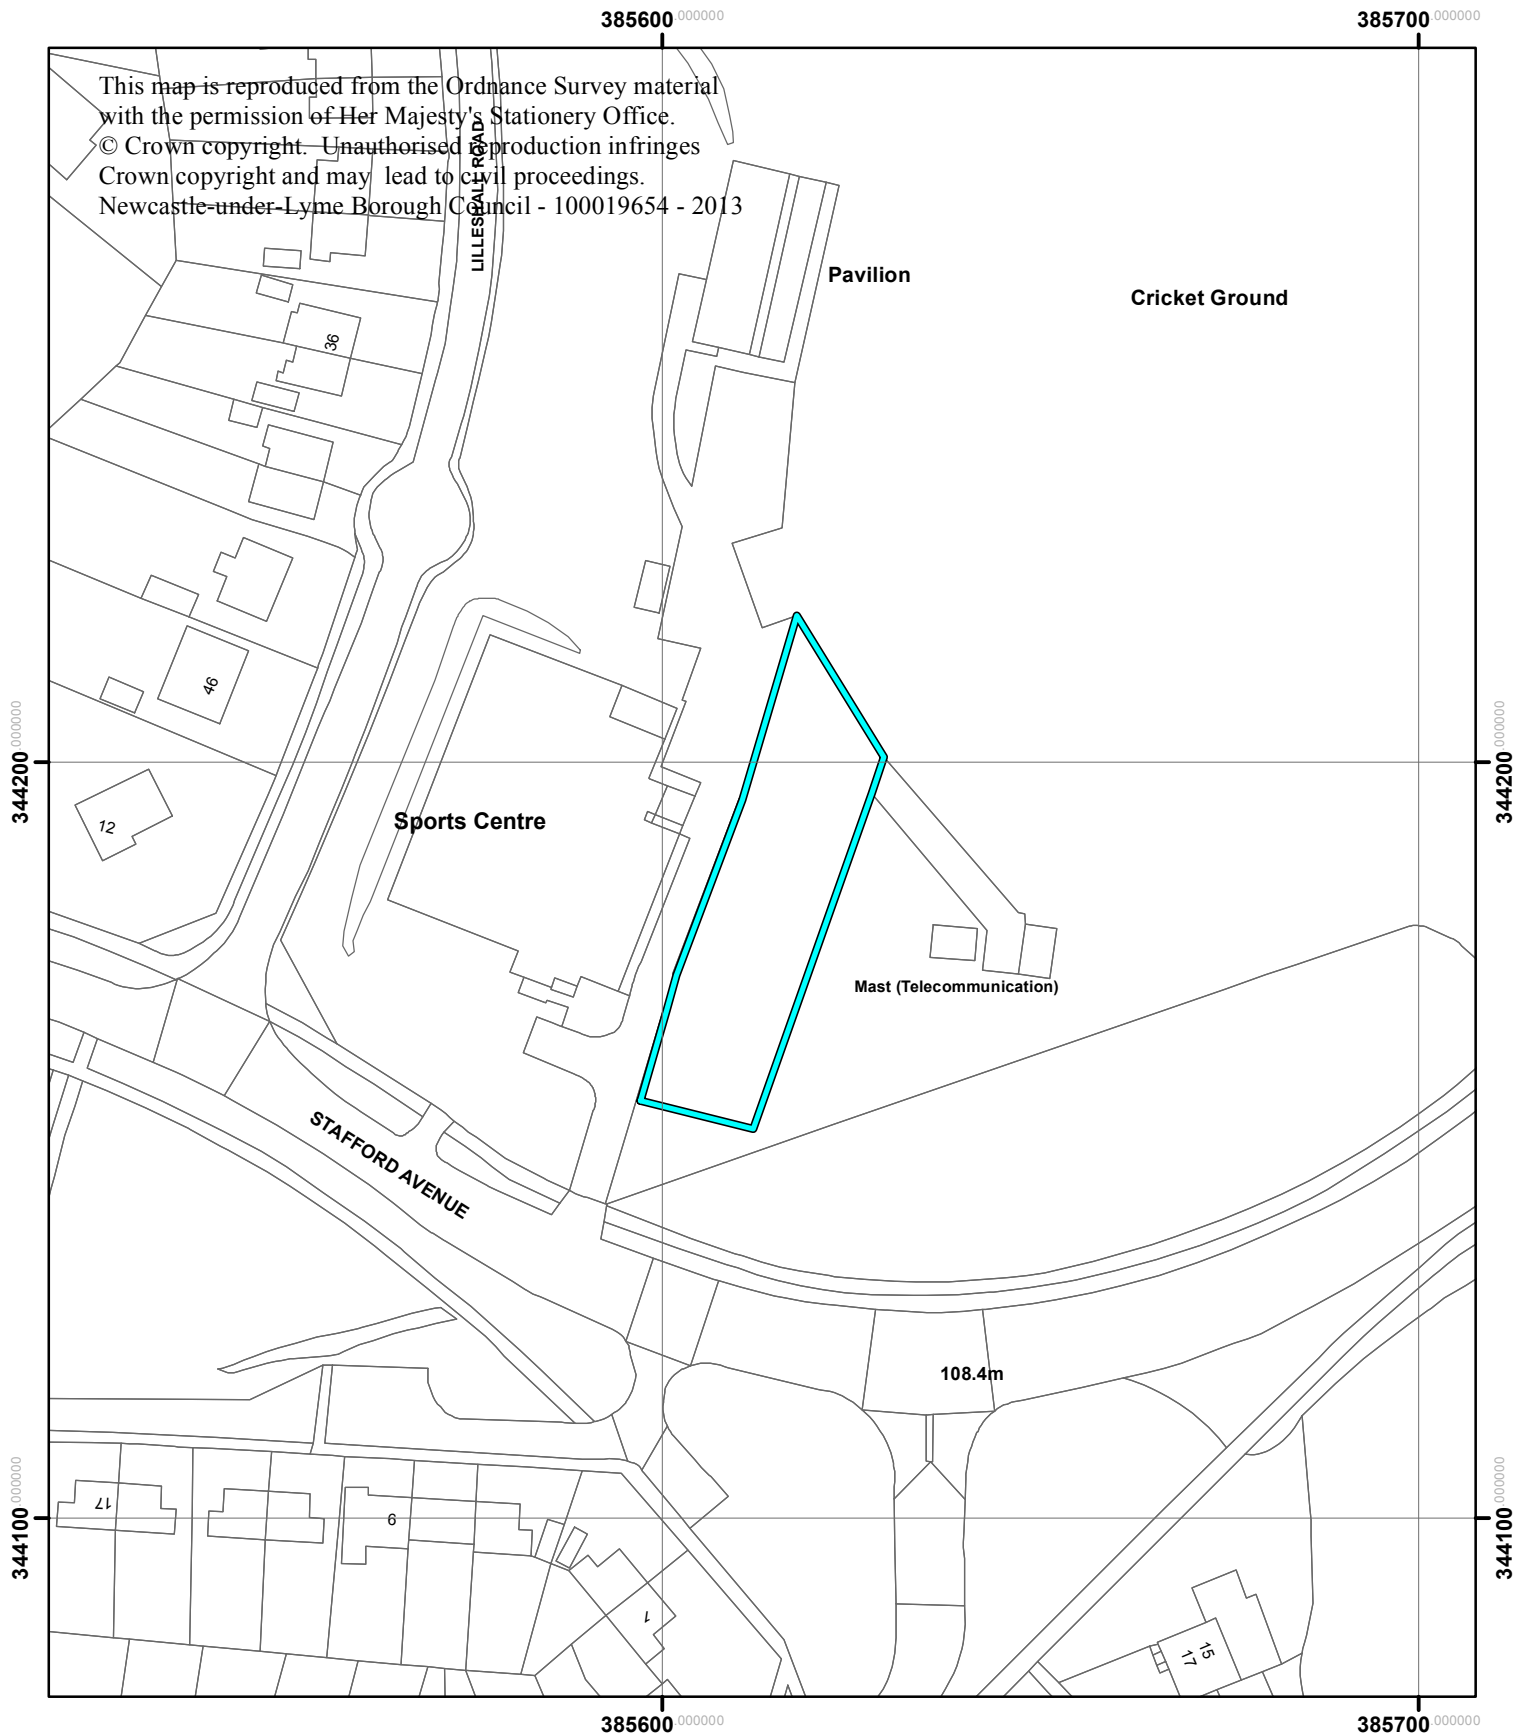 385600.000000
385700.000000
This map is reproduced from the Ordnance Survey material
with the permission of Her Majesty's Stationery Office.
© Crown copyright. Unauthorised reproduction infringes
Crown copyright and may lead to civil proceedings.
Newcastle-under-Lyme Borough Council - 100019654 - 2013
LILLESHALL ROAD
Pavilion
Cricket Ground
36
46
344200.000000
344200.000000
12
Sports Centre
Mast (Telecommunication)
STAFFORD AVENUE
108.4m
344100.000000
344100.000000
17
9
1
15
17
385600.000000
385700.000000